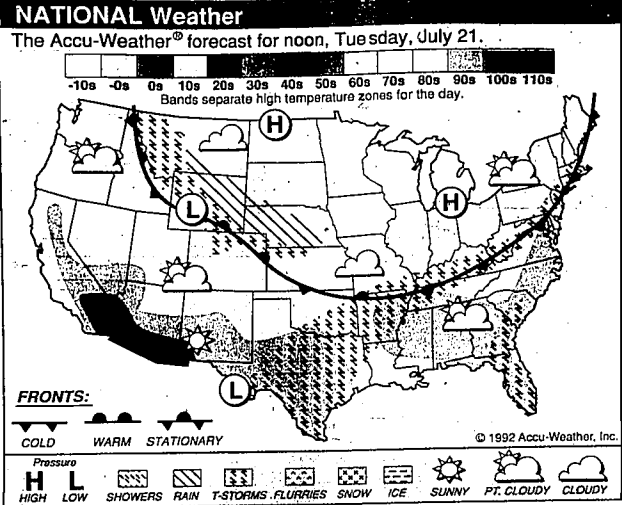 NATIONAL Weather
The Accu-Weather® forecast for noon, Tuesday, July 21.
-10s -0s 0s 10s 20s 30s 40s 50s 60s 70s 80s 90s 100s 110s
Bands separate high temperature zones for the day.
H
L
H
L
FRONTS:
COLD WARM STATIONARY
© 1992 Accu-Weather, Inc.
Pressure
H L
HIGH LOW SHOWERS RAIN T-STORMS FLURRIES SNOW ICE SUNNY PT. CLOUDY CLOUDY